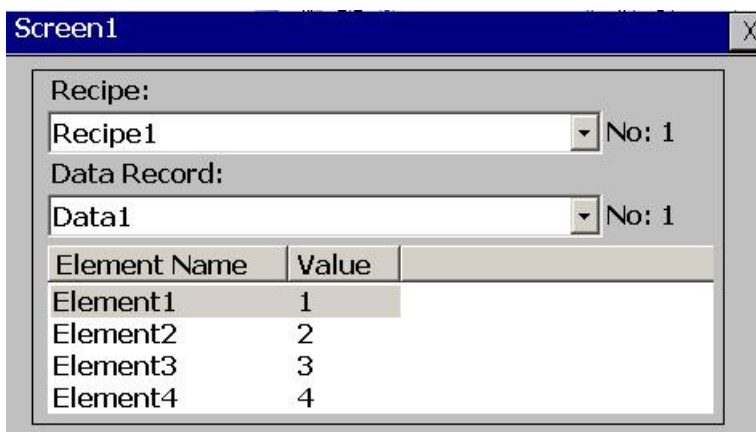 Screen1 X
Recipe:
Recipe1 No: 1
Data Record:
Data1 No: 1
Element Name Value
Element1 1
Element2 2
Element3 3
Element4 4